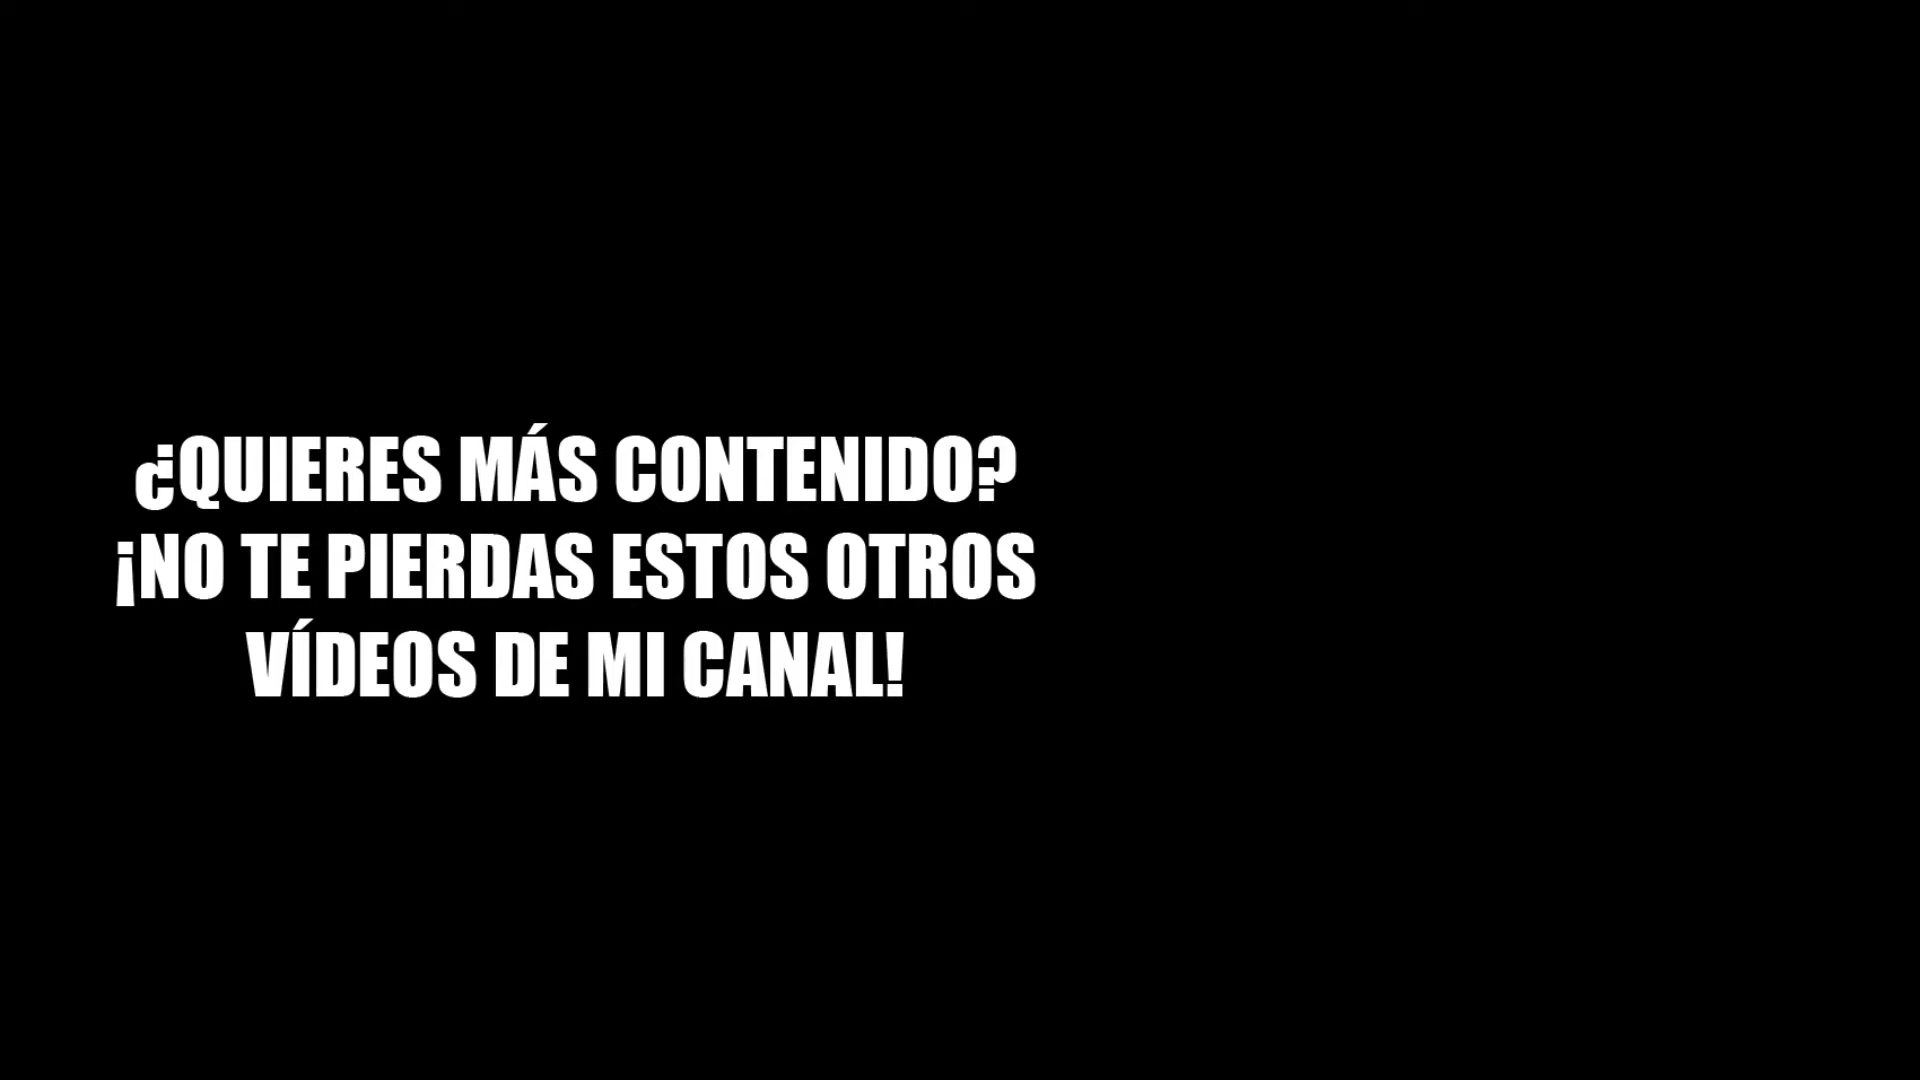 ¿QUIERES MÁS CONTENIDO?
¡NO TE PIERDAS ESTOS OTROS
VÍDEOS DE MI CANAL!